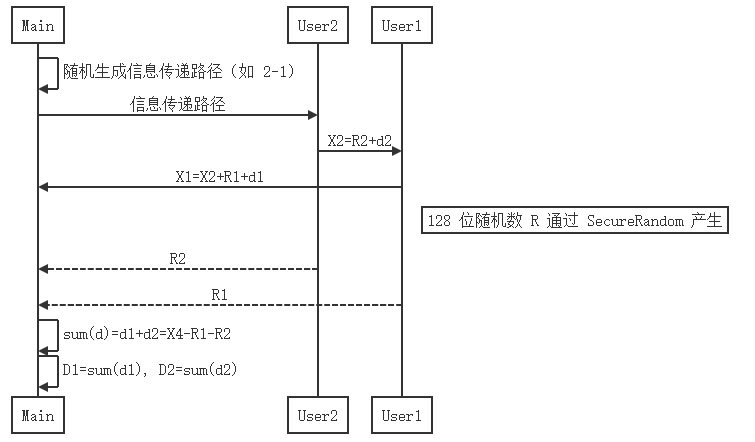 Main
User2
User1
随机生成信息传递路径（如 2-1）
信息传递路径
X2=R2+d2
X1=X2+R1+d1
128 位随机数 R 通过 SecureRandom 产生
R2
R1
sum(d)=d1+d2=X4-R1-R2
D1=sum(d1), D2=sum(d2)
Main
User2
User1